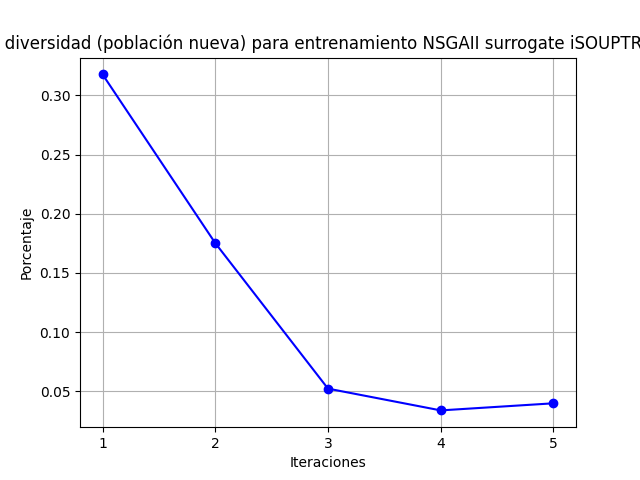 diversidad (población nueva) para entrenamiento NSGAII surrogate iSOUPTR
0.30
0.25
0.20
0.15
0.10
0.05
Porcentaje
1 2 3 4 5
Iteraciones